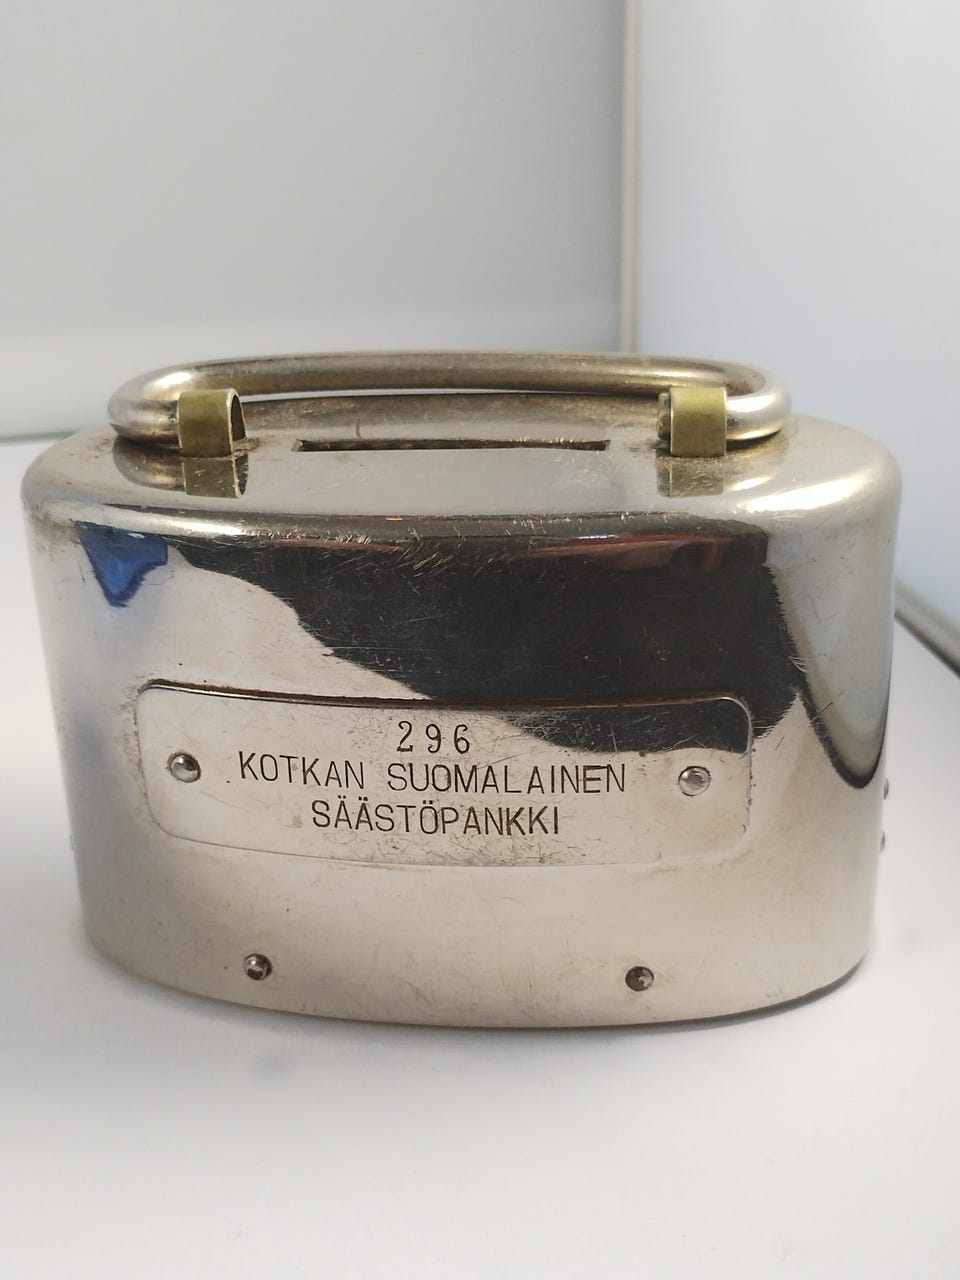 296
KOTKAN SUOMALAINEN
SÄÄSTÖPANKKI